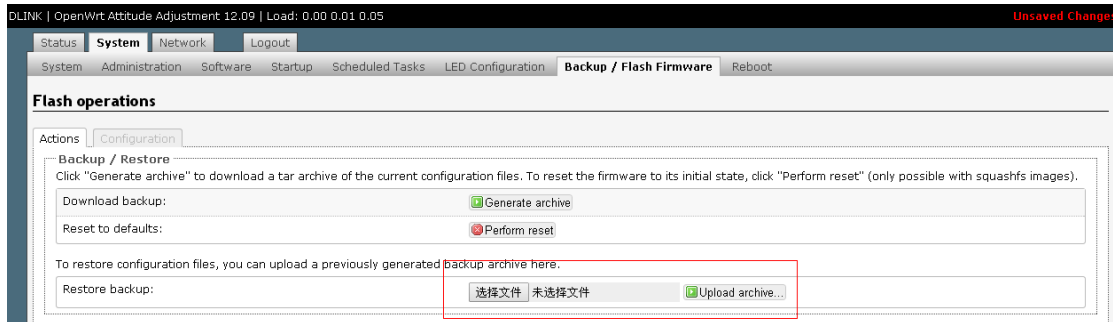 DLINK | OpenWrt Attitude Adjustment 12.09 | Load: 0.00 0.01 0.05 Unsaved Changes
Status System Network Logout
System Administration Software Startup Scheduled Tasks LED Configuration Backup / Flash Firmware Reboot
Flash operations
Actions Configuration
Backup / Restore
Click "Generate archive" to download a tar archive of the current configuration files. To reset the firmware to its initial state, click "Perform reset" (only possible with squashfs images).
Download backup: Generate archive
Reset to defaults: Perform reset
To restore configuration files, you can upload a previously generated backup archive here.
Restore backup: 选择文件 未选择文件 Upload archive...